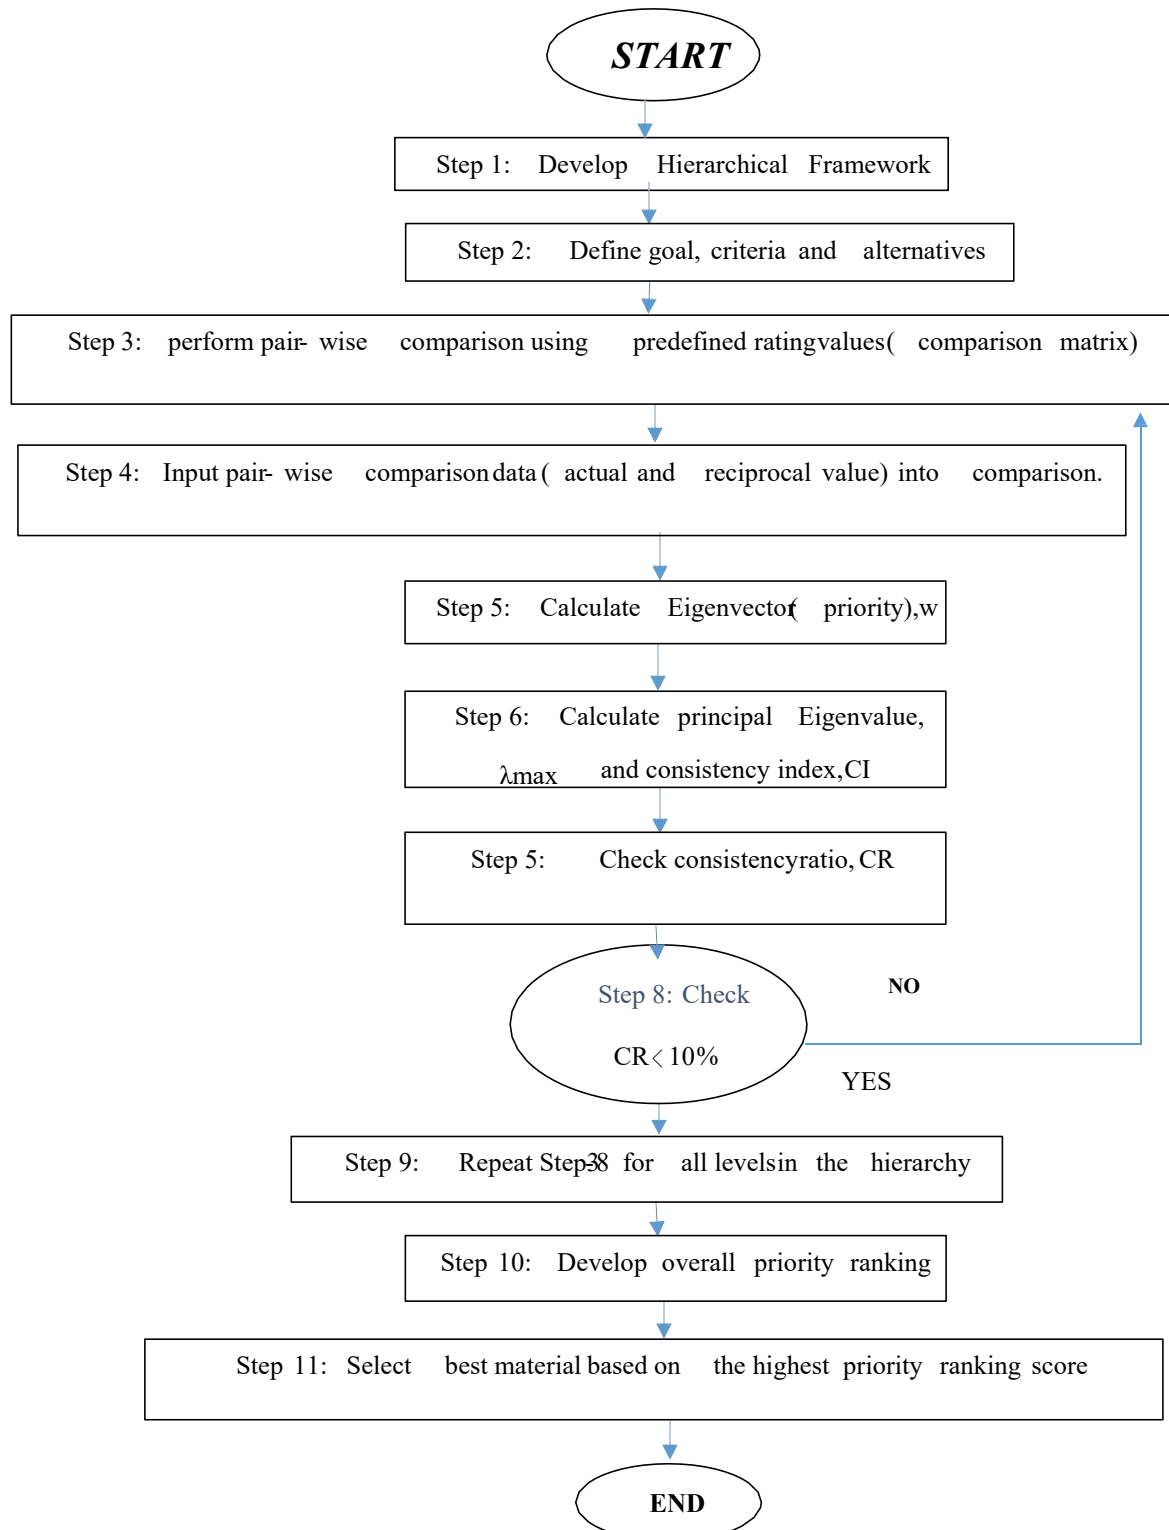 START
Step 1: Develop Hierarchical Framework
Step 2: Define goal, criteria and alternatives
Step 3: perform pair- wise comparison using predefined ratingvalues( comparison matrix)
Step 4: Input pair- wise comparison data ( actual and reciprocal value) into comparison.
Step 5: Calculate Eigenvector( priority),w
Step 6: Calculate principal Eigenvalue,
λmax and consistency index,CI
Step 5: Check consistencyratio, CR
Step 8: Check
NO
CR< 10%
YES
Step 9: Repeat Step3-8 for all levelsin the hierarchy
Step 10: Develop overall priority ranking
Step 11: Select best material based on the highest priority ranking score
END